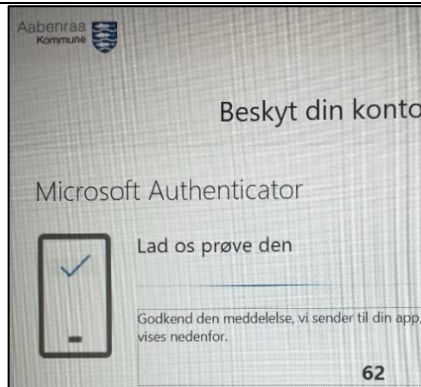 Aabenraa
Kommune
Beskyt din konto
Microsoft Authenticator
Lad os prøve den
Godkend den meddelelse, vi sender til din app,
vises nedenfor.
62